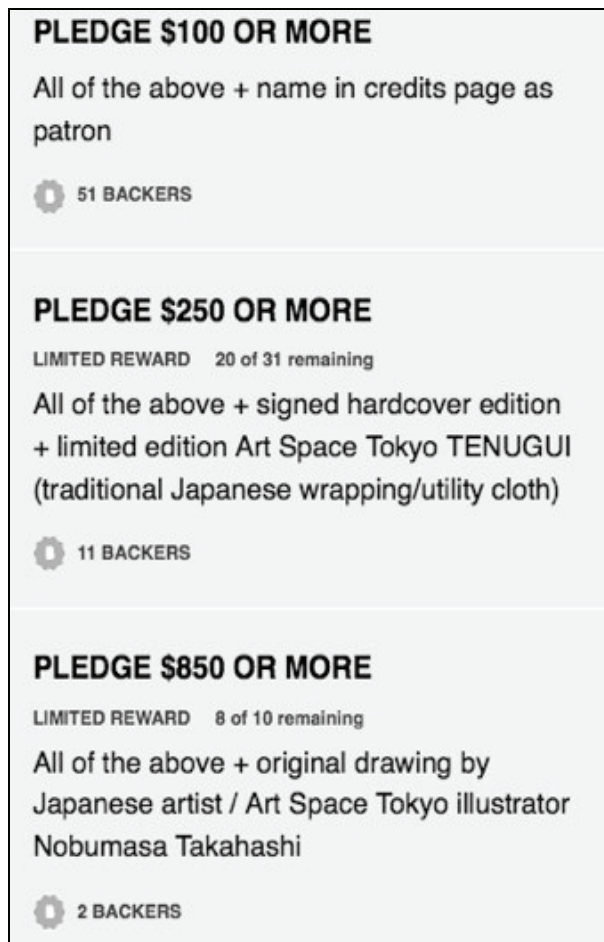 PLEDGE $100 OR MORE
All of the above + name in credits page as
patron
51 BACKERS
PLEDGE $250 OR MORE
LIMITED REWARD 20 of 31 remaining
All of the above + signed hardcover edition
+ limited edition Art Space Tokyo TENUGUI
(traditional Japanese wrapping/utility cloth)
11 BACKERS
PLEDGE $850 OR MORE
LIMITED REWARD 8 of 10 remaining
All of the above + original drawing by
Japanese artist / Art Space Tokyo illustrator
Nobumasa Takahashi
2 BACKERS